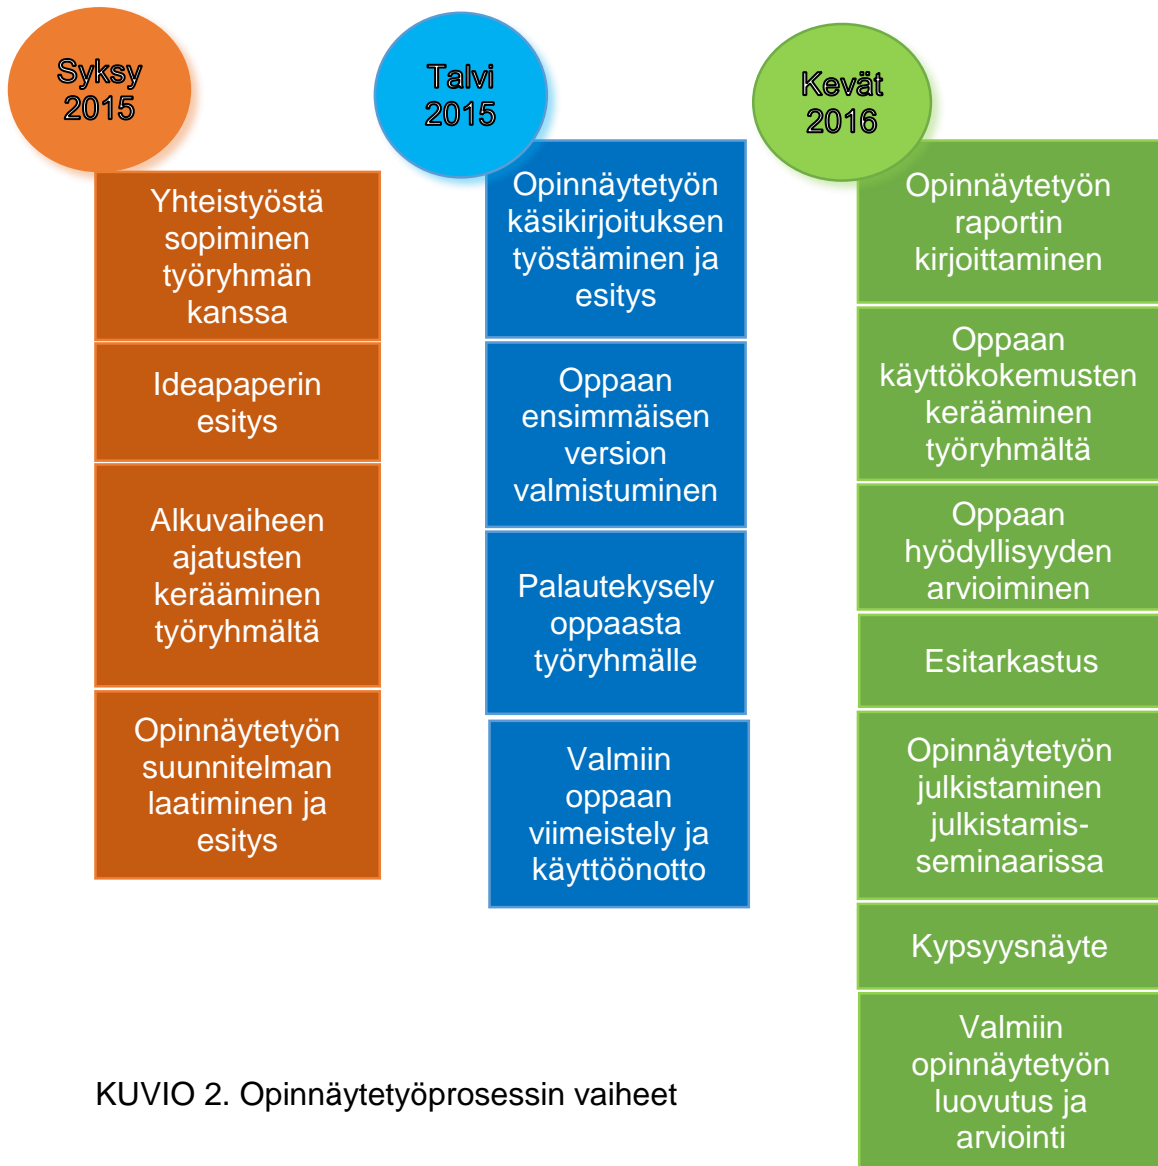 Syksy
2015
Yhteistyöstä
sopiminen
työryhmän
kanssa
Ideapaperin
esitys
Alkuvaiheen
ajatusten
kerääminen
työryhmältä
Opinnäytetyön
suunnitelman
laatiminen ja
esitys
Talvi
2015
Opinnäytetyön
käsikirjoituksen
työstäminen ja
esitys
Oppaan
ensimmäisen
version
valmistuminen
Palautekysely
oppaasta
työryhmälle
Valmiin
oppaan
viimeistely ja
käyttöönotto
Kevät
2016
Opinnäytetyön
raportin
kirjoittaminen
Oppaan
käyttökokemusten
kerääminen
työryhmältä
Oppaan
hyödyllisyyden
arvioiminen
Esitarkastus
Opinnäytetyön
julkistaminen
julkistamis-
seminaarissa
Kypsyysnäyte
Valmiin
opinnäytetyön
luovutus ja
arviointi
KUVIO 2. Opinnäytetyöprosessin vaiheet